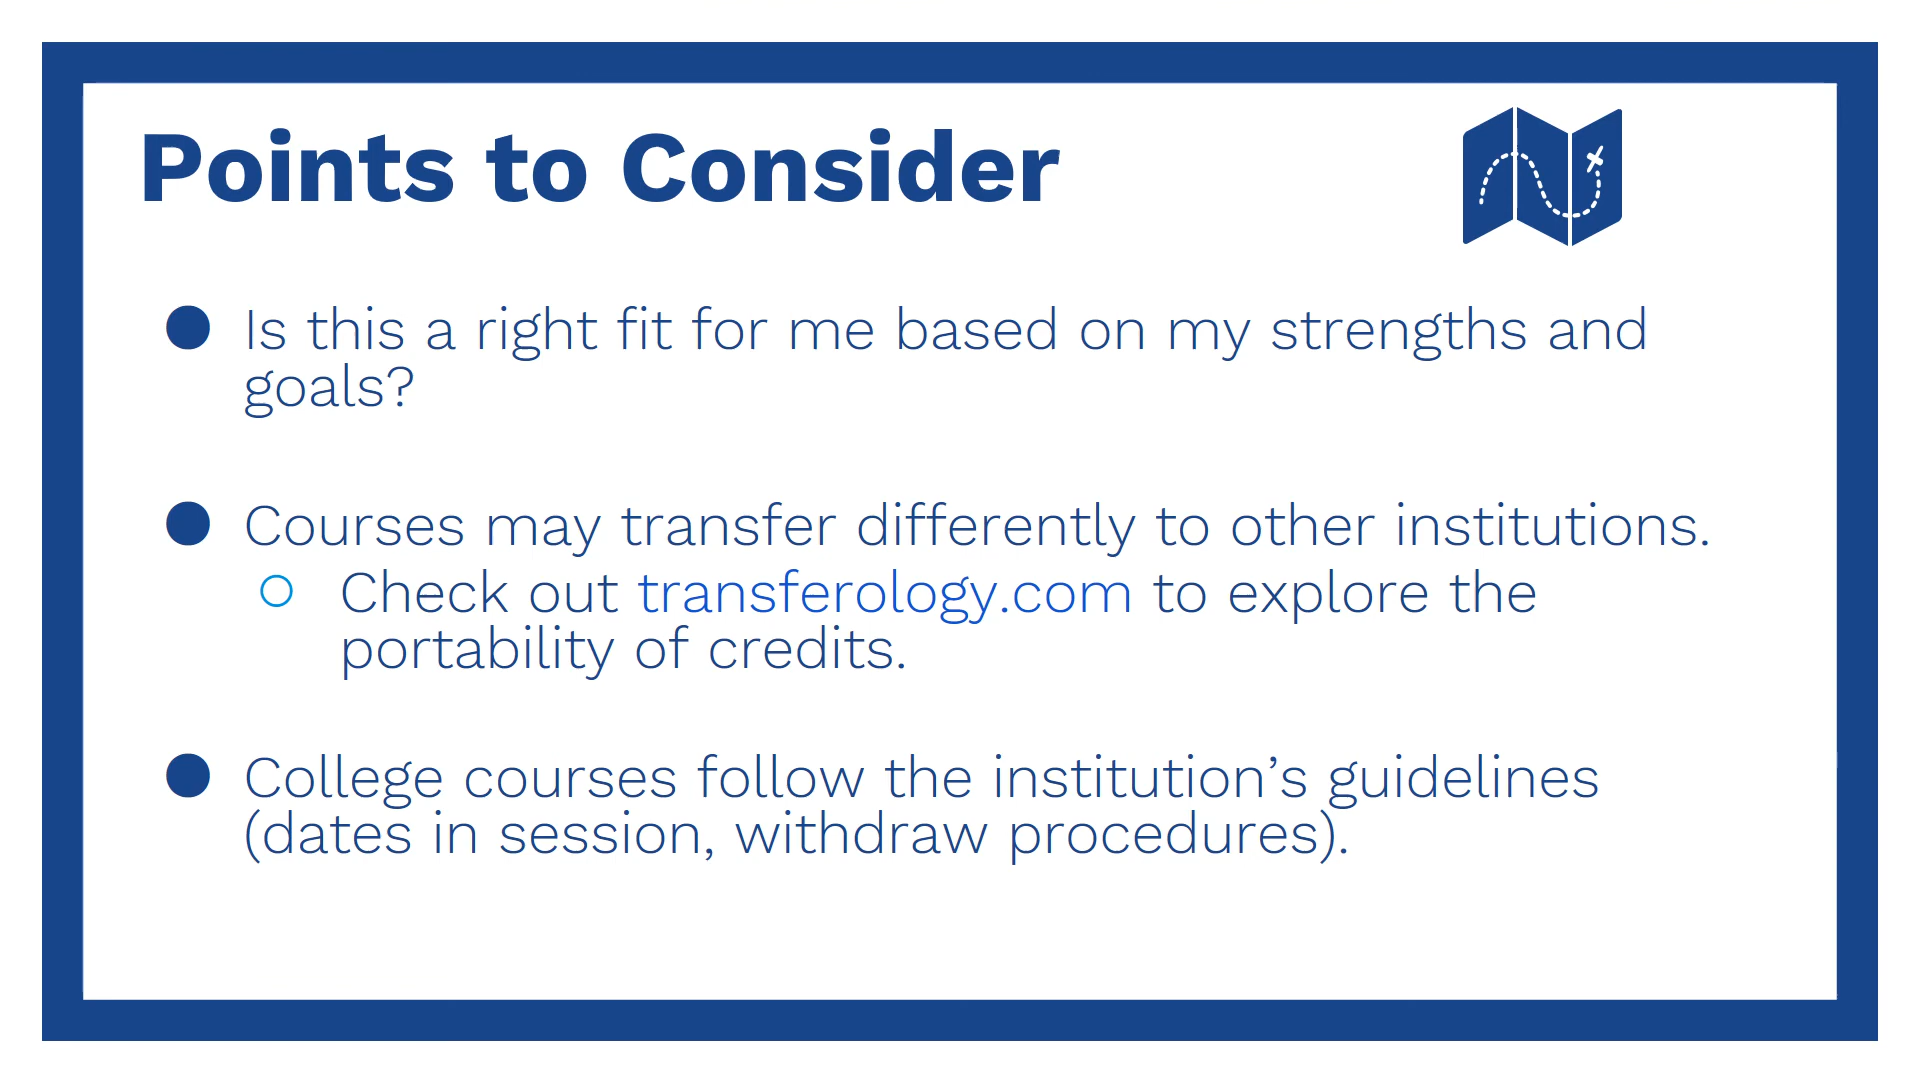 Points to Consider
● Is this a right fit for me based on my strengths and
goals?
● Courses may transfer differently to other institutions.
○ Check out transferology.com to explore the
portability of credits.
● College courses follow the institution’s guidelines
(dates in session, withdraw procedures).